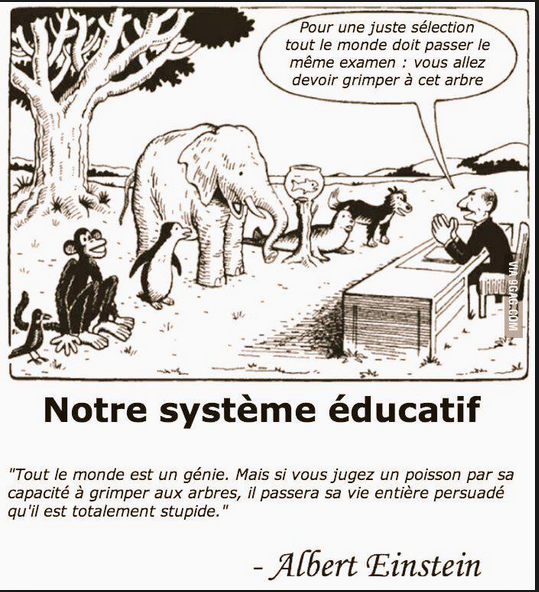 Pour une juste sélection
tout le monde doit passer le
même examen : vous allez
devoir grimper à cet arbre
VIA 9GAG.COM
Notre système éducatif
"Tout le monde est un génie. Mais si vous jugez un poisson par sa
capacité à grimper aux arbres, il passera sa vie entière persuadé
qu'il est totalement stupide."
- Albert Einstein